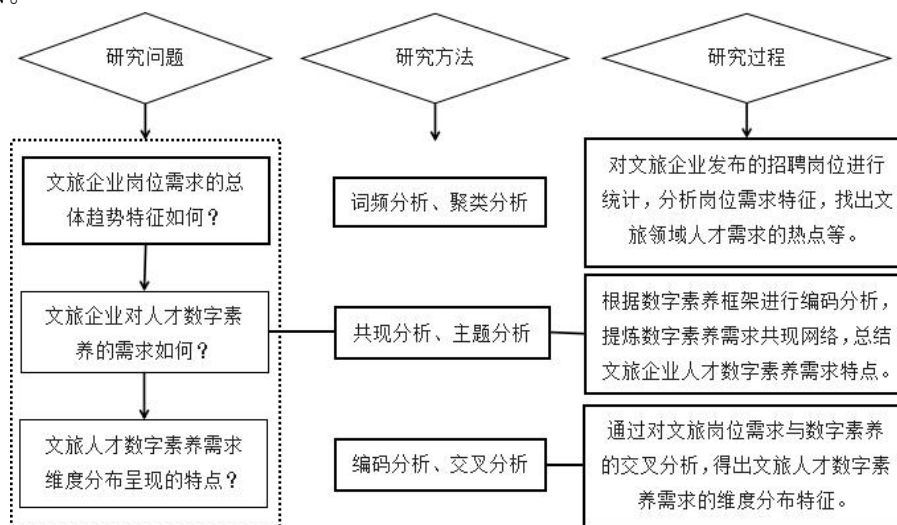 研究问题
研究方法
研究过程
文旅企业岗位需求的总
体趋势特征如何？
词频分析、聚类分析
对文旅企业发布的招聘岗位进行
统计，分析岗位需求特征，找出文
旅领域人才需求的热点等。
文旅企业对人才数字素
养的需求如何？
共现分析、主题分析
根据数字素养框架进行编码分析，
提炼数字素养需求共现网络，总结
文旅企业人才数字素养需求特点。
文旅人才数字素养需求
维度分布呈现的特点？
编码分析、交叉分析
通过对文旅岗位需求与数字素养
的交叉分析，得出文旅人才数字素
养需求的维度分布特征。